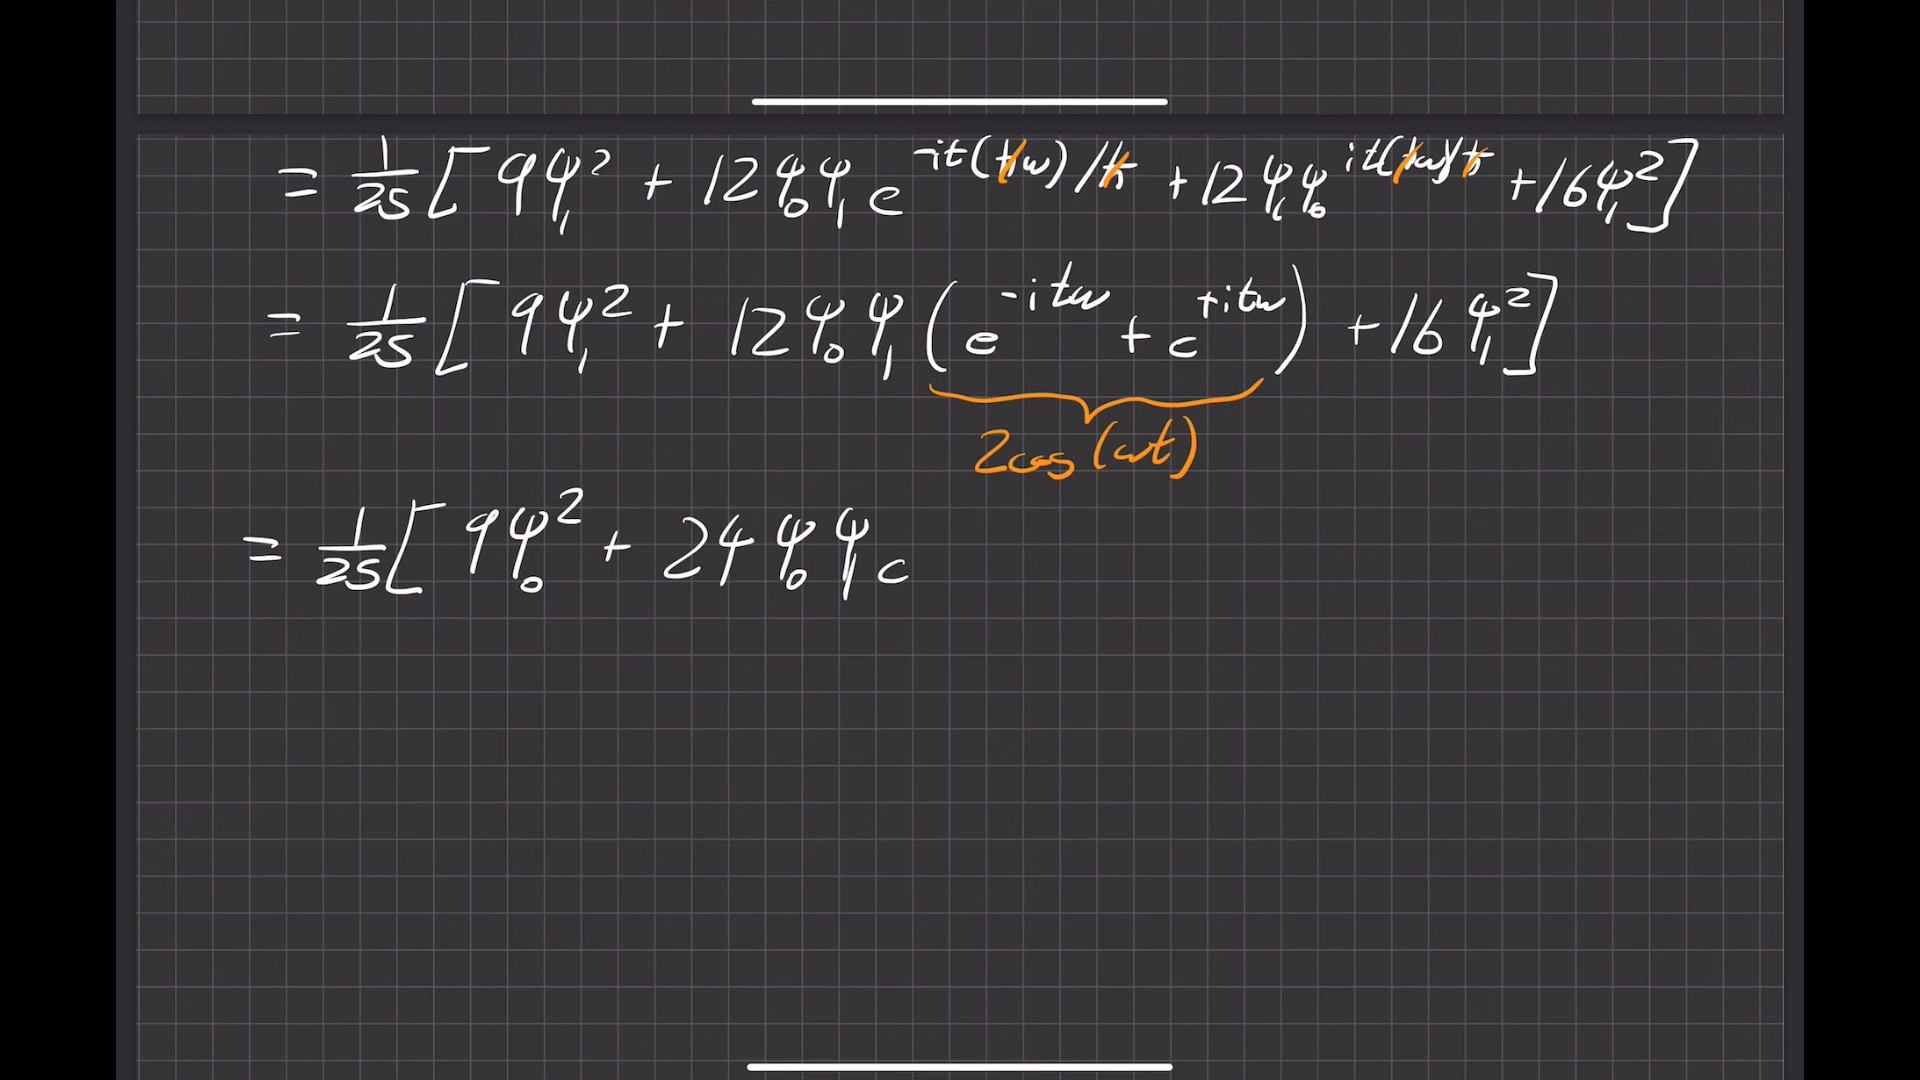 = 1/25 [ 9ψ₁² + 12ψ₀ψ₁ e^{-it(ħω)/ħ} + 12ψ₁ψ₀ ^{it(ħω)/ħ} + 16ψ₁² ]
= 1/25 [ 9ψ₁² + 12ψ₀ψ₁ ( e^{-itω} + e^{+itω} ) + 16ψ₁² ]
2cos(ωt)
= 1/25 [ 9ψ₀² + 24ψ₀ψ₁ c